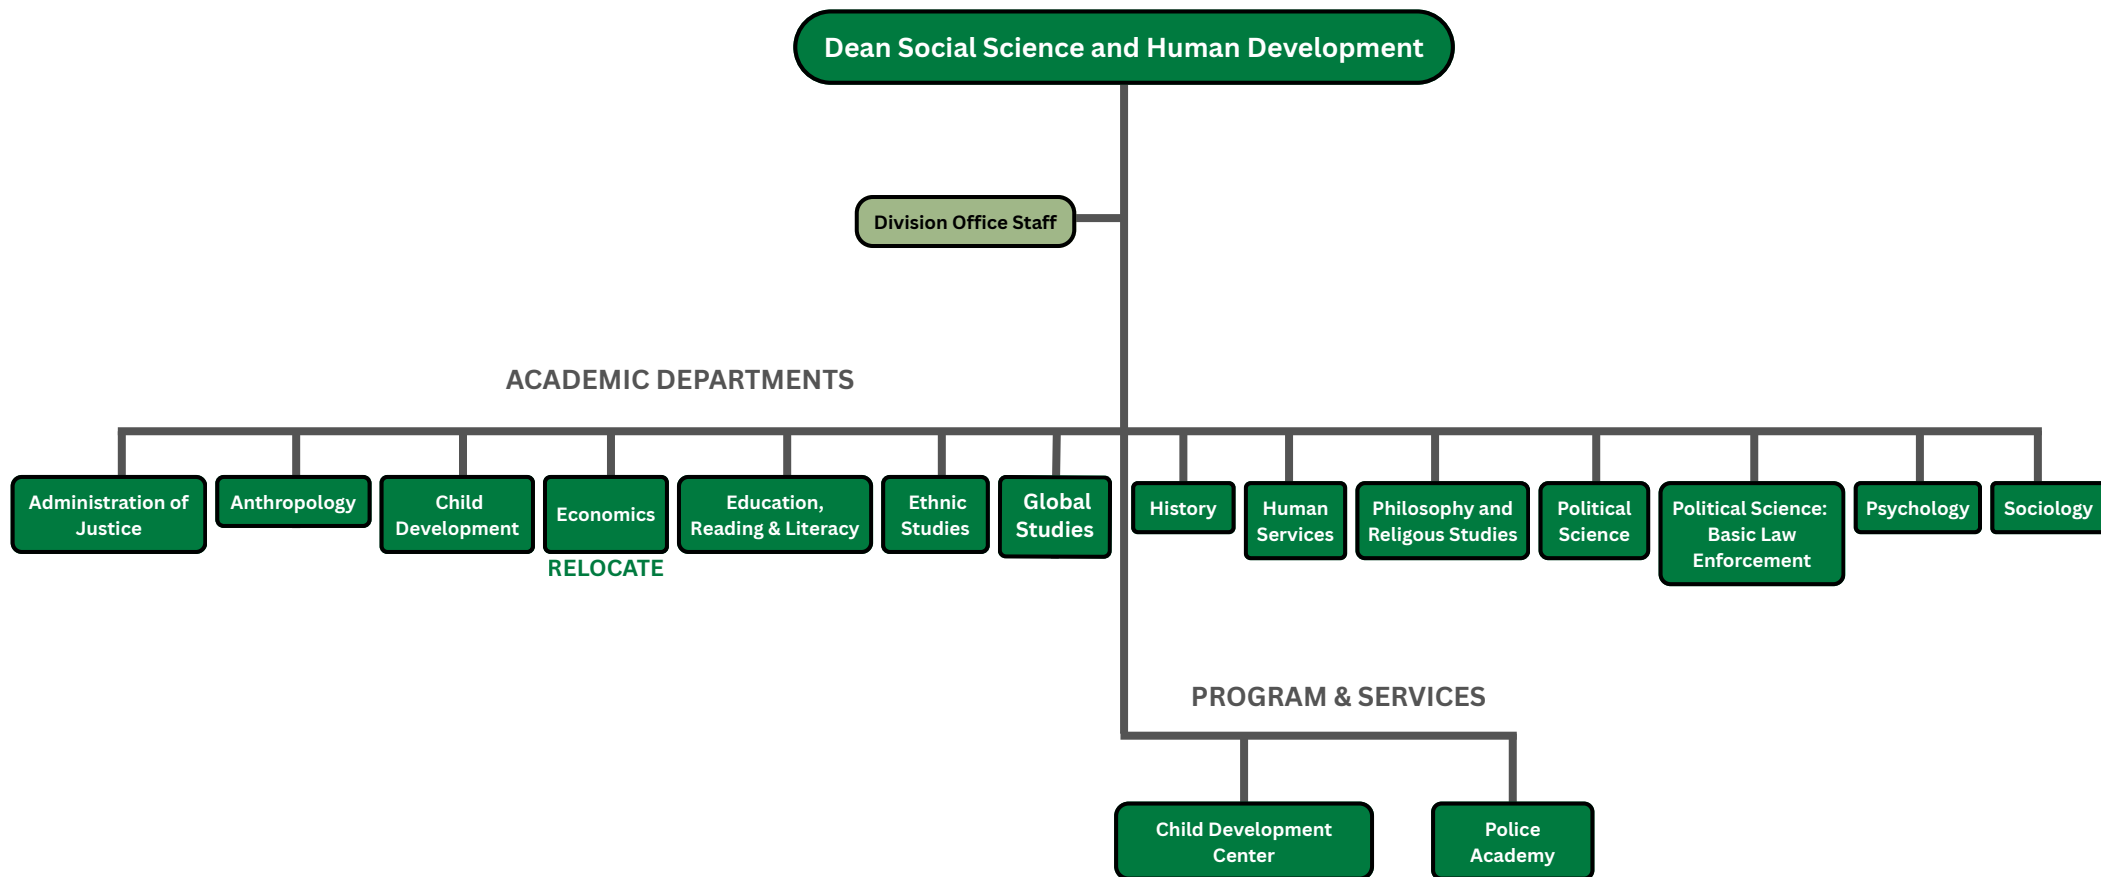 Dean Social Science and Human Development
Division Office Staff
ACADEMIC DEPARTMENTS
Administration of
Justice
Anthropology
Child
Development
Economics
RELOCATE
Education,
Reading & Literacy
Ethnic
Studies
Global
Studies
History
Human
Services
Philosophy and
Religous Studies
Political
Science
Political Science:
Basic Law
Enforcement
Psychology
Sociology
PROGRAM & SERVICES
Child Development
Center
Police
Academy